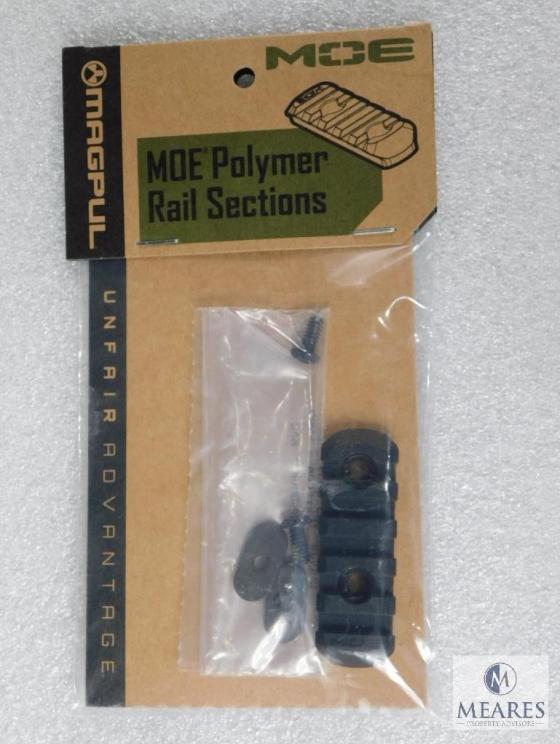 MOE
MAGPUL
MOE® Polymer
Rail Sections
UNFAIR ADVANTAGE
M
MEARES
PROPERTY ADVISORS